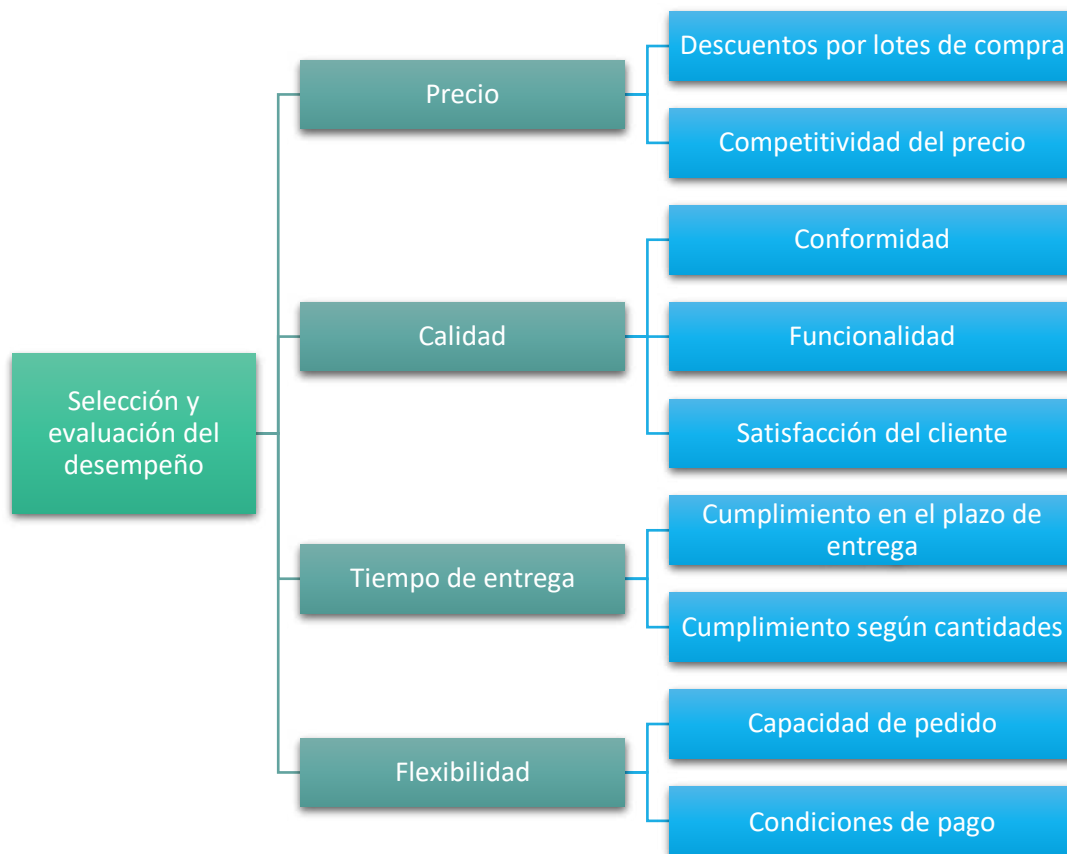 Selección y
evaluación del
desempeño
Precio
Descuentos por lotes de compra
Competitividad del precio
Calidad
Conformidad
Funcionalidad
Satisfacción del cliente
Tiempo de entrega
Cumplimiento en el plazo de
entrega
Cumplimiento según cantidades
Flexibilidad
Capacidad de pedido
Condiciones de pago